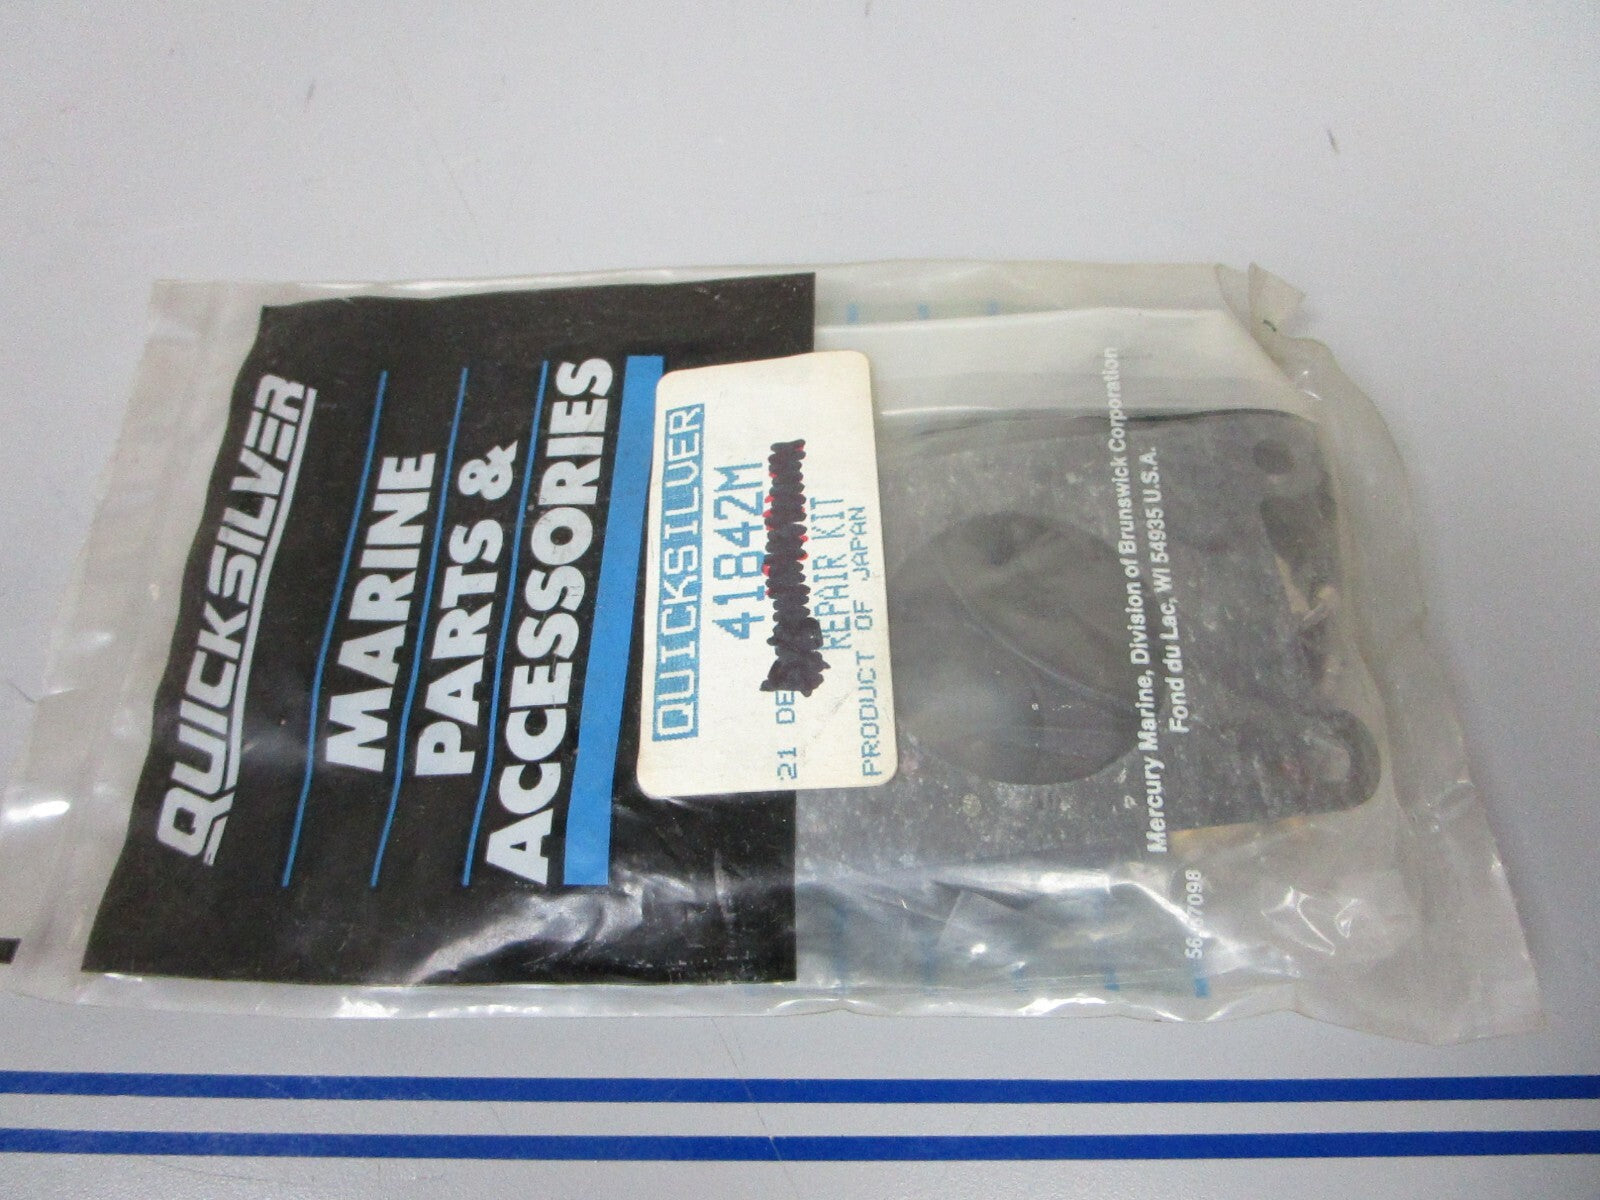 QUICKSILVER
MARINE
PARTS &
ACCESSORIES
QUICKSILVER
41842M
21 DE
REPAIR KIT
PRODUCT OF JAPAN
Mercury Marine, Division of Brunswick Corporation
Fond du Lac, WI 54935 U.S.A.